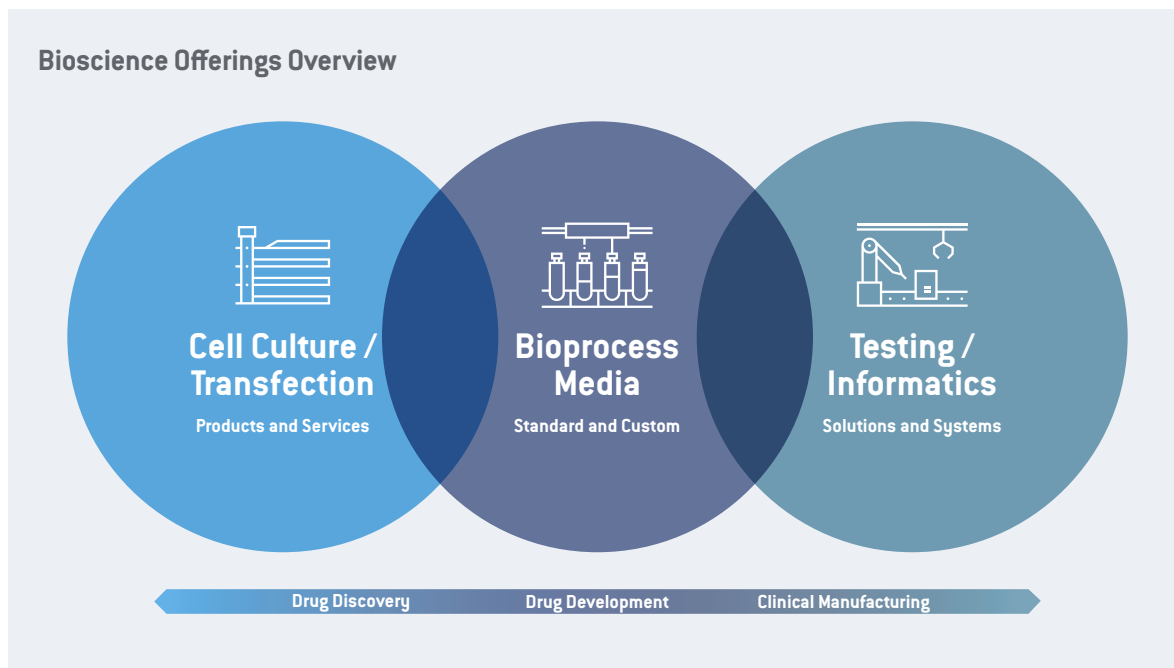 Bioscience Offerings Overview
Cell Culture /
Transfection
Products and Services
Bioprocess
Media
Standard and Custom
Testing /
Informatics
Solutions and Systems
Drug Discovery
Drug Development
Clinical Manufacturing